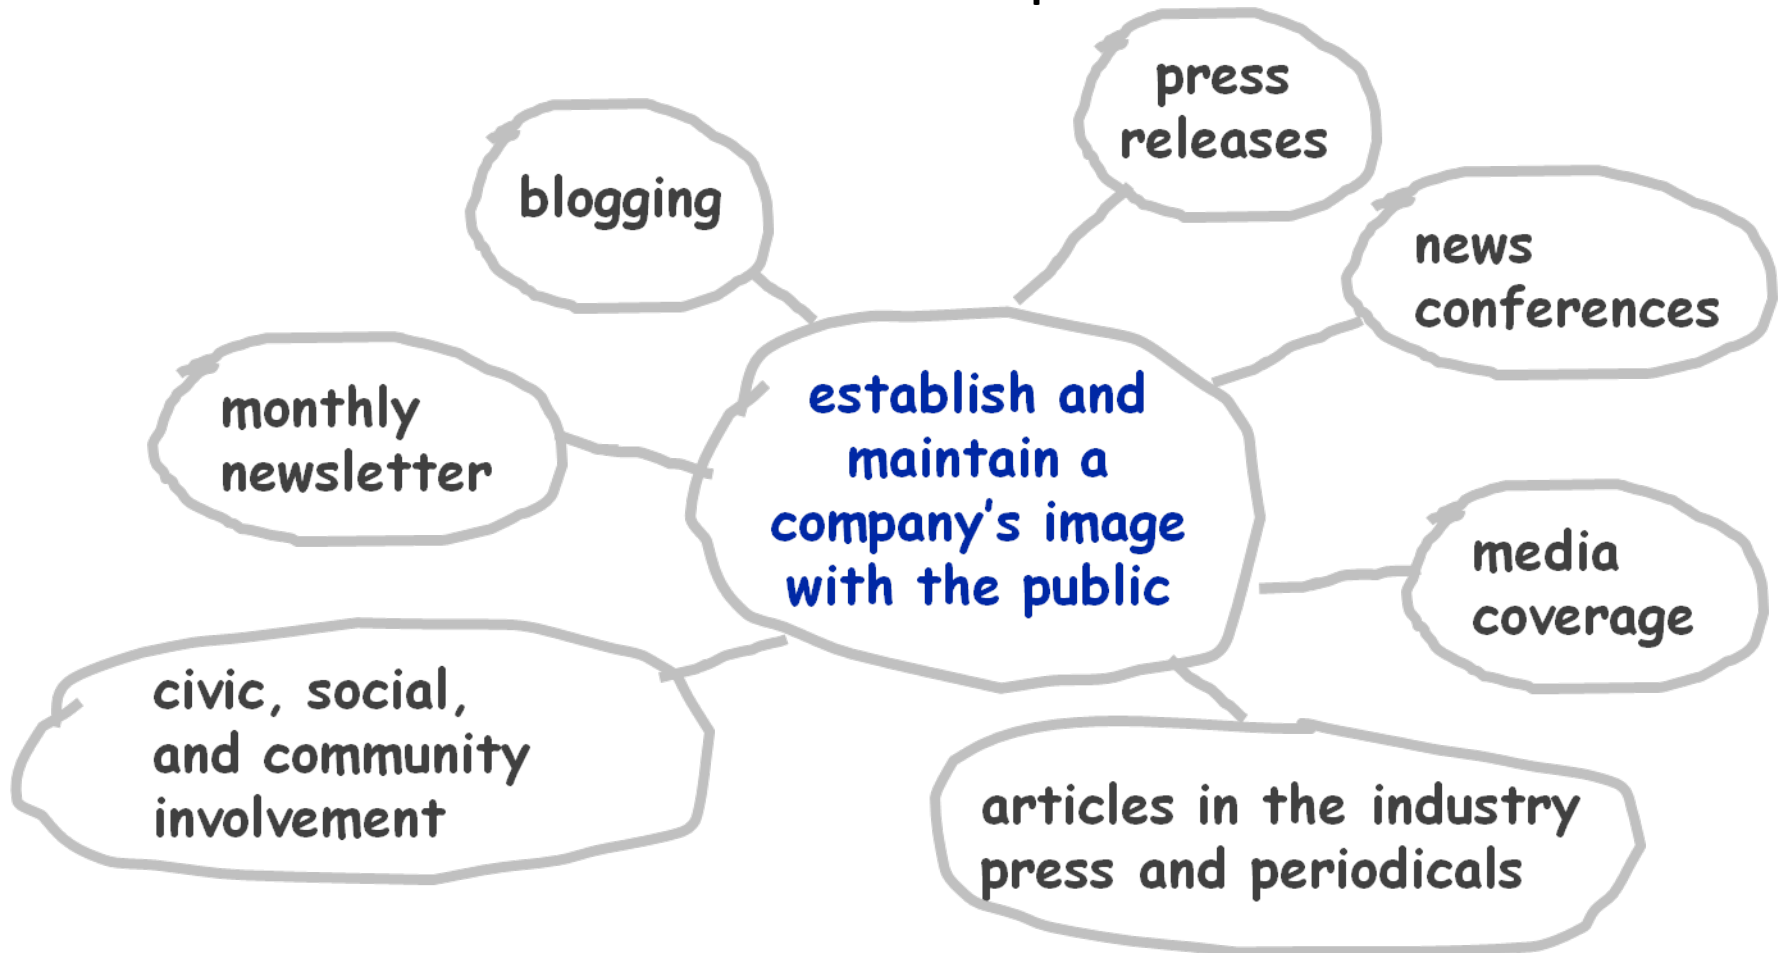 press
releases
blogging
news
conferences
establish and
maintain a
company's image
with the public
monthly
newsletter
media
coverage
civic, social,
and community
involvement
articles in the industry
press and periodicals